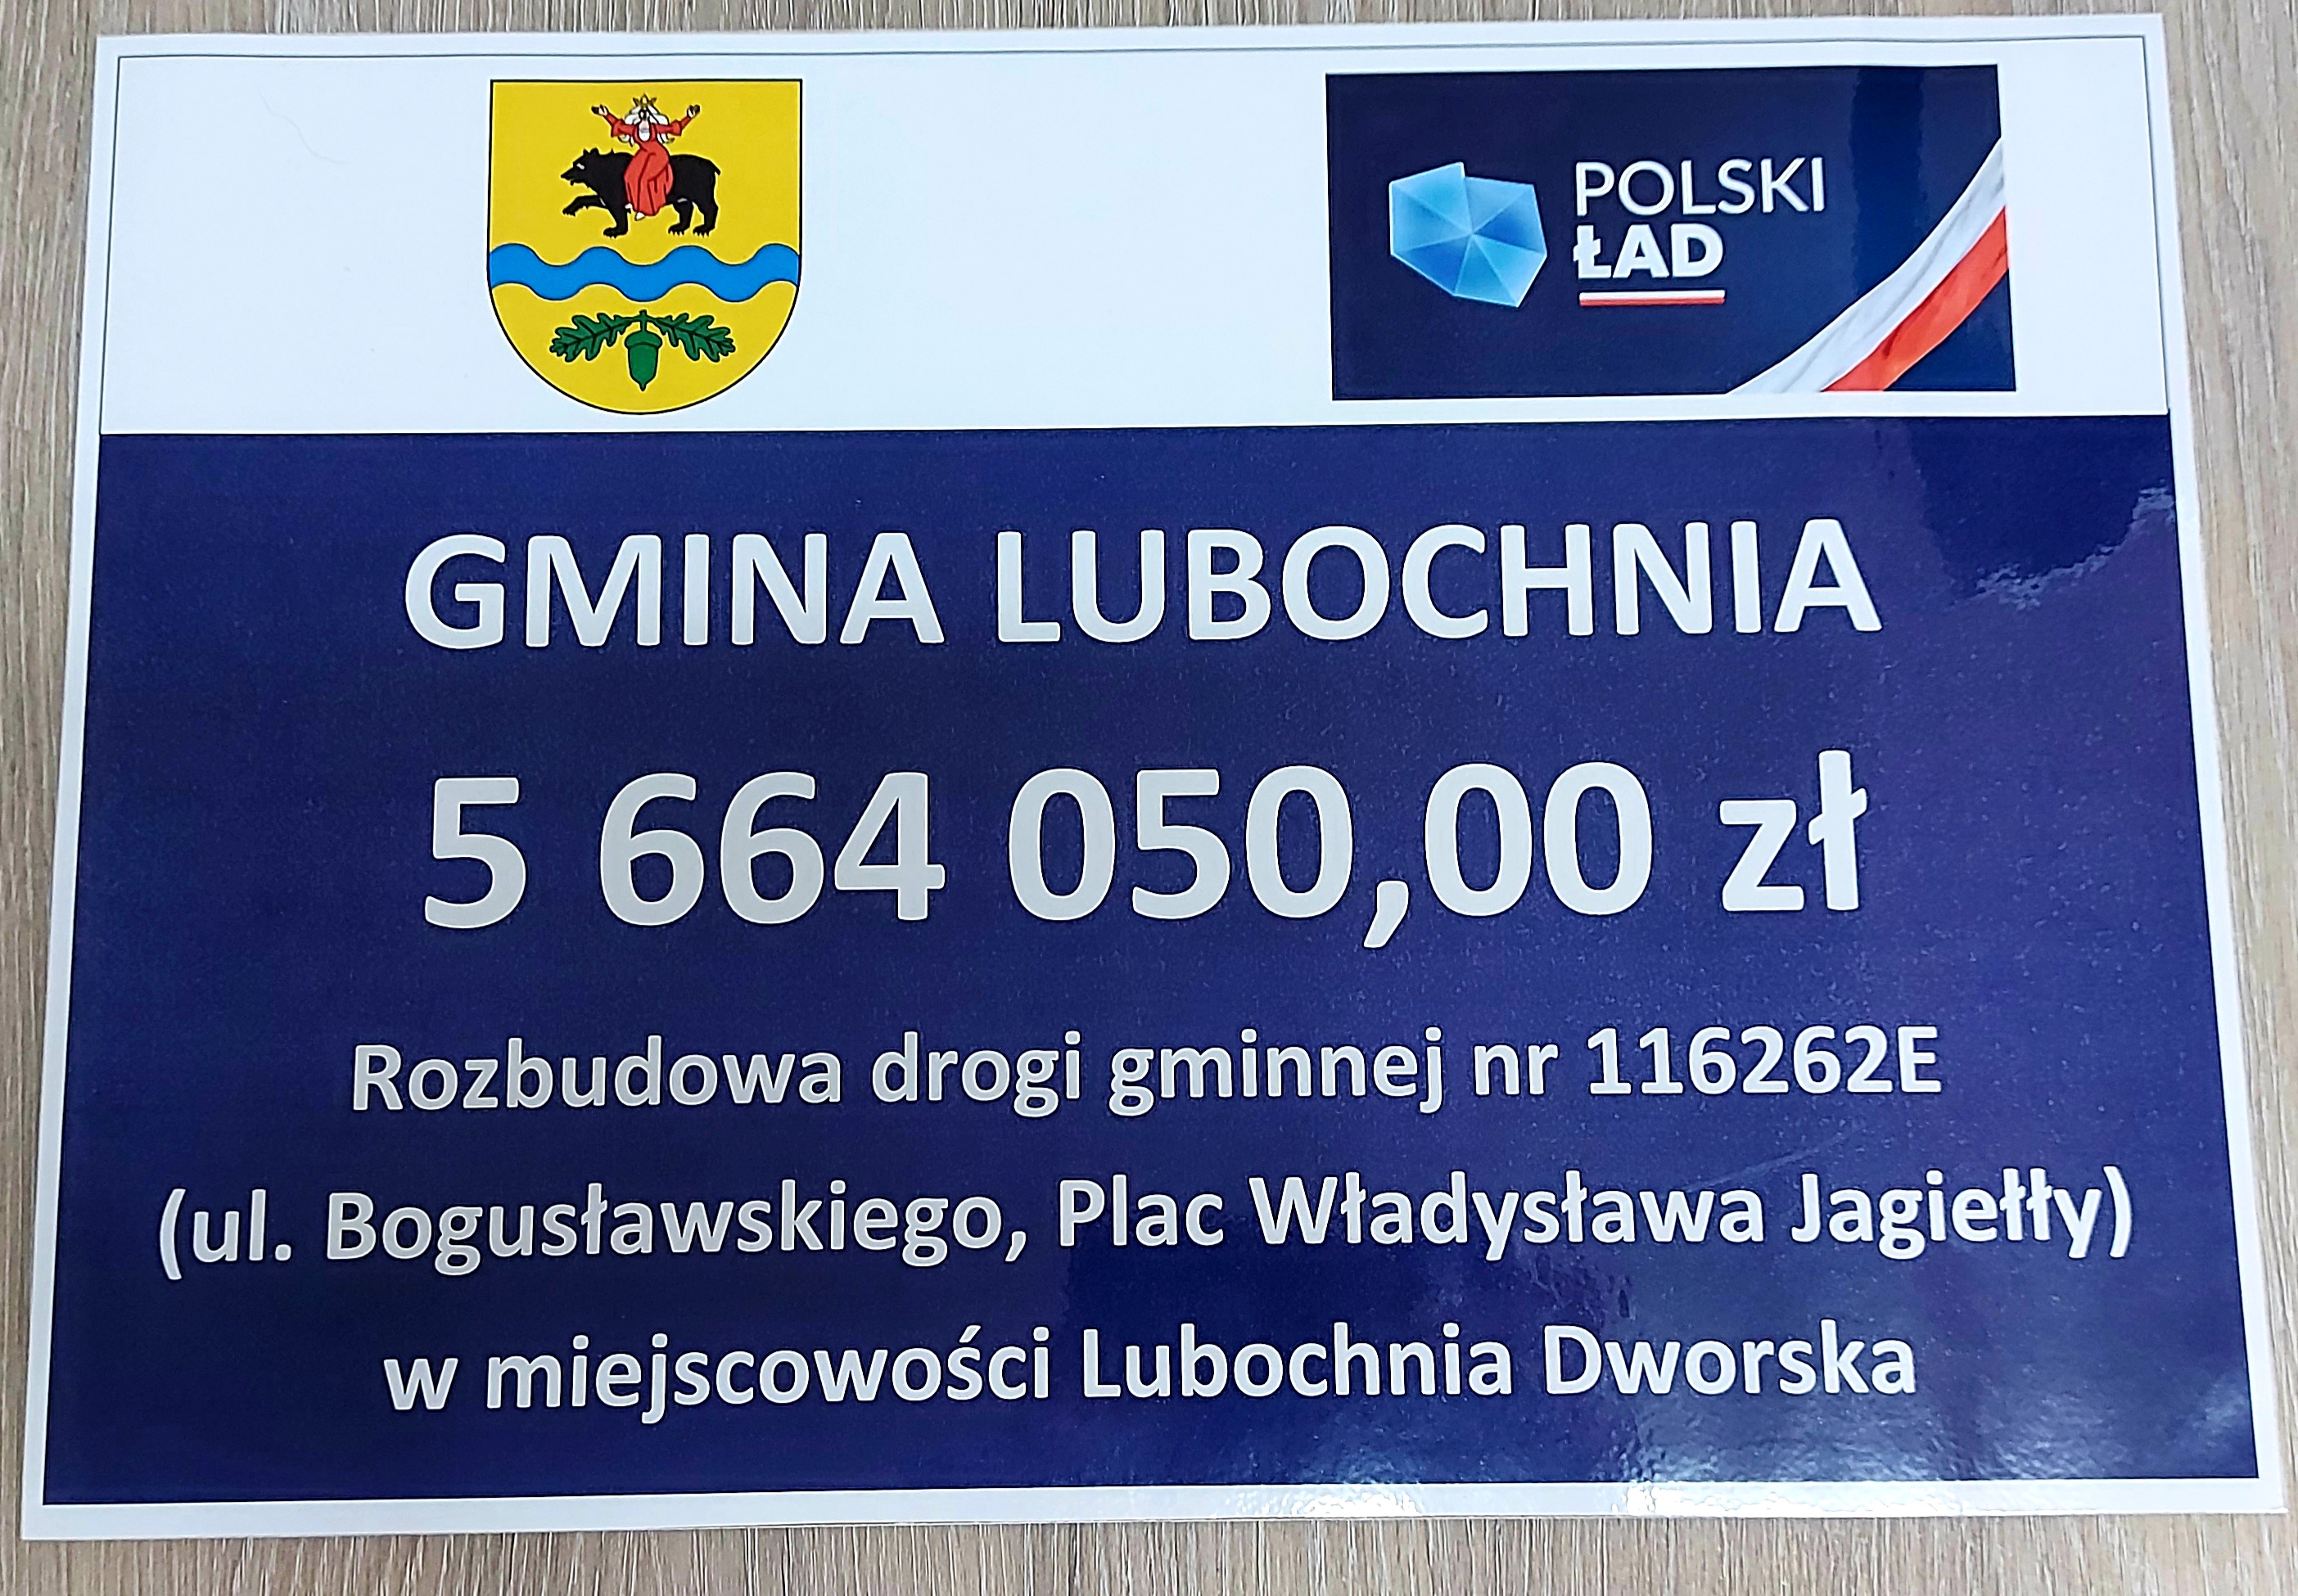 POLSKI
ŁAD
GMINA LUBOCHNIA
5 664 050,00 zł
Rozbudowa drogi gminnej nr 116262E
(ul. Bogusławskiego, Plac Władysława Jagiełły)
w miejscowości Lubochnia Dworska